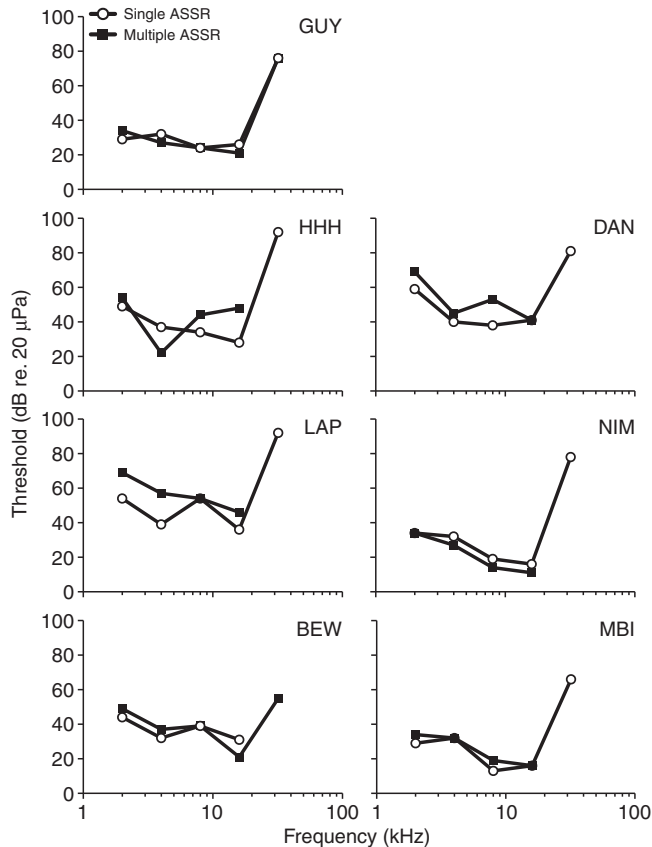 Single ASSR
Multiple ASSR
GUY
100
80
60
40
20
0
HHH
100
80
60
40
20
0
DAN
Threshold (dB re. 20 μPa)
LAP
100
80
60
40
20
0
NIM
BEW
100
80
60
40
20
0
MBI
1 10 100 1 10 100
Frequency (kHz)